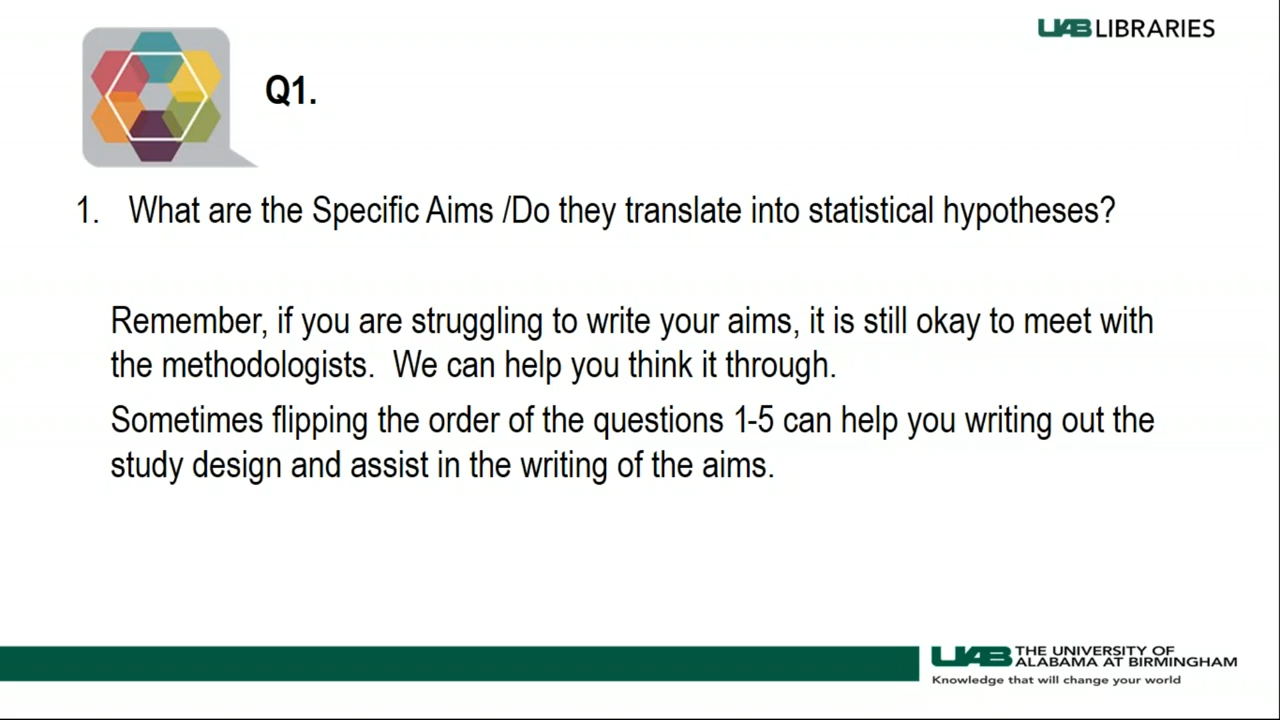 UAB LIBRARIES
Q1.
1. What are the Specific Aims /Do they translate into statistical hypotheses?
Remember, if you are struggling to write your aims, it is still okay to meet with
the methodologists. We can help you think it through.
Sometimes flipping the order of the questions 1-5 can help you writing out the
study design and assist in the writing of the aims.
UAB THE UNIVERSITY OF
ALABAMA AT BIRMINGHAM
Knowledge that will change your world